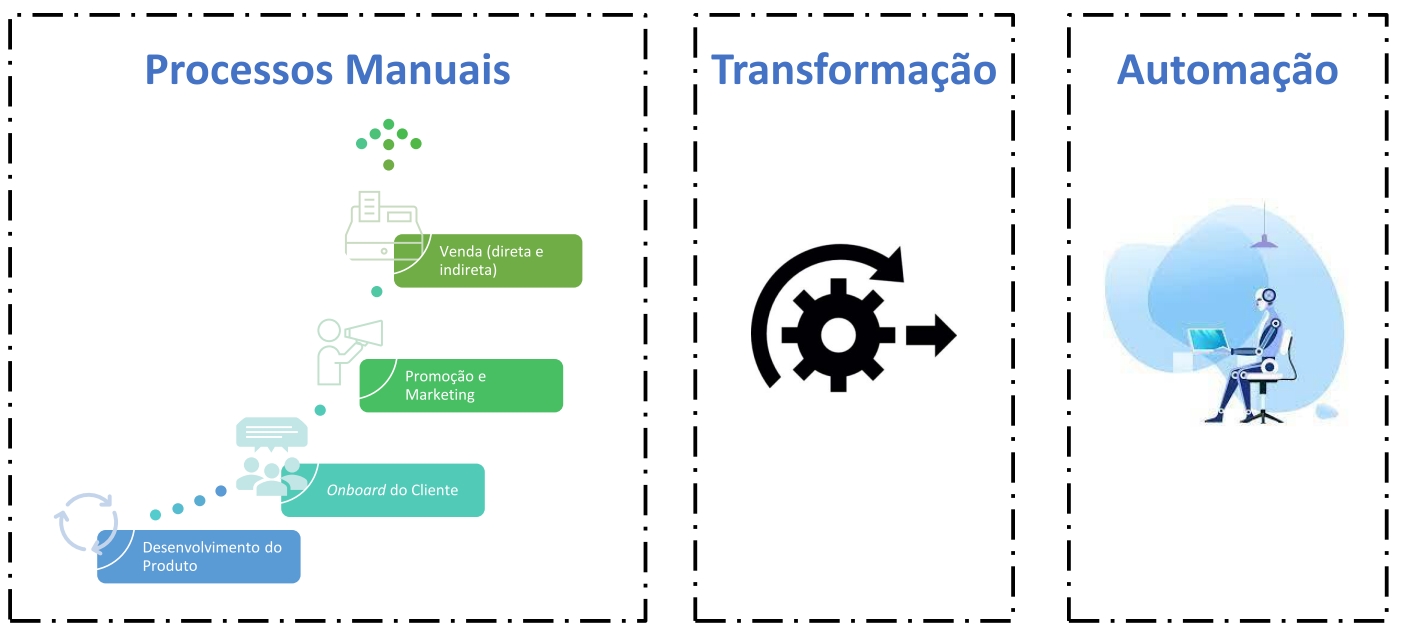 Processos Manuais
Transformação
Automação
Venda (direta e
indireta)
Promoção e
Marketing
Onboard do Cliente
Desenvolvimento do
Produto